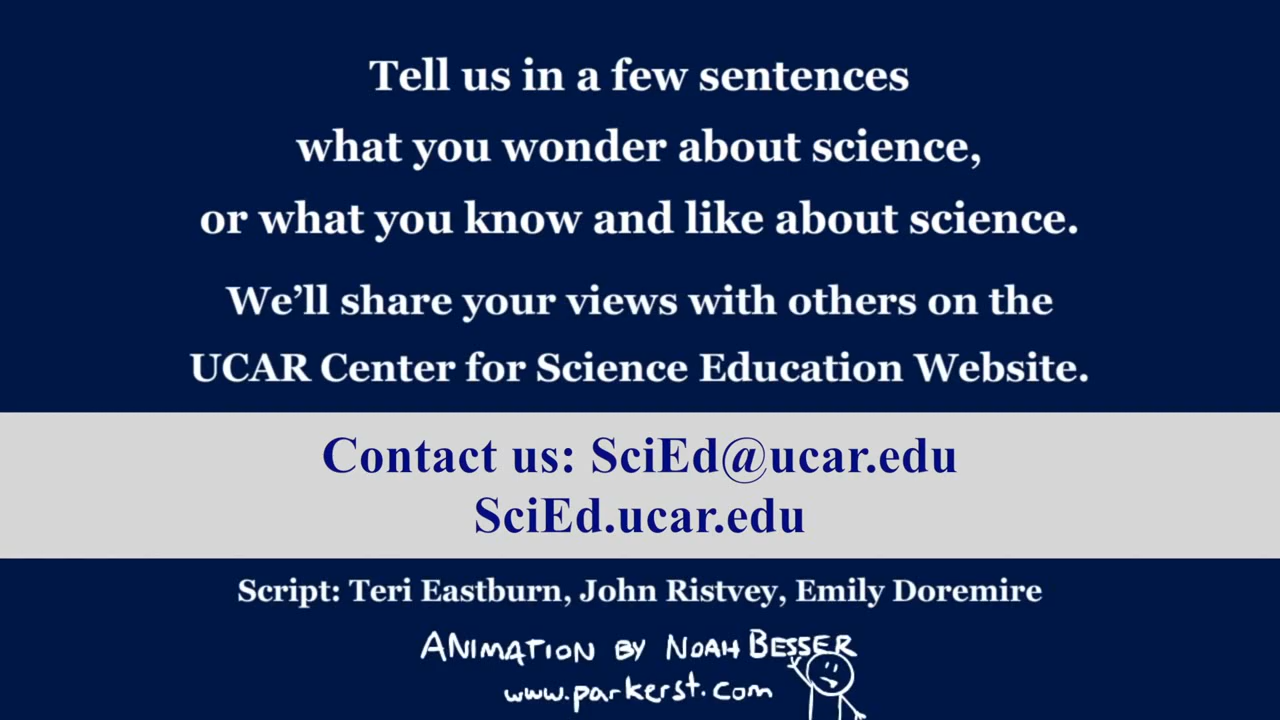 Tell us in a few sentences
what you wonder about science,
or what you know and like about science.
We’ll share your views with others on the
UCAR Center for Science Education Website.
Contact us: SciEd@ucar.edu
SciEd.ucar.edu
Script: Teri Eastburn, John Ristvey, Emily Doremire
ANIMATION BY NOAH BESSER
www.parkerst.com